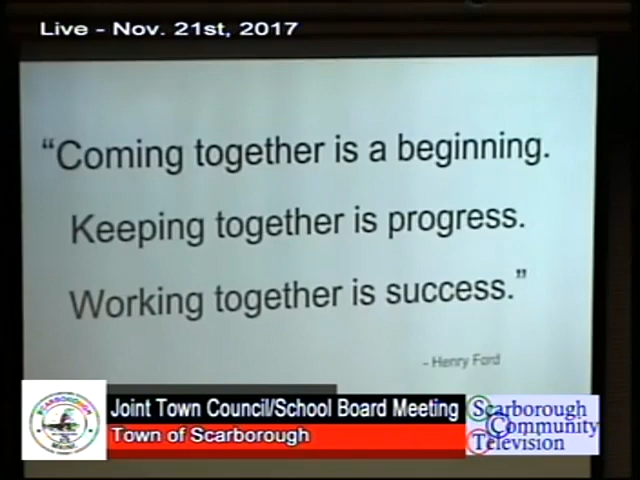 Live - Nov. 21st, 2017
“Coming together is a beginning.
Keeping together is progress.
Working together is success.”
- Henry Ford
Joint Town Council/School Board Meeting
Town of Scarborough
Scarborough
Community
Television
SCARBOROUGH